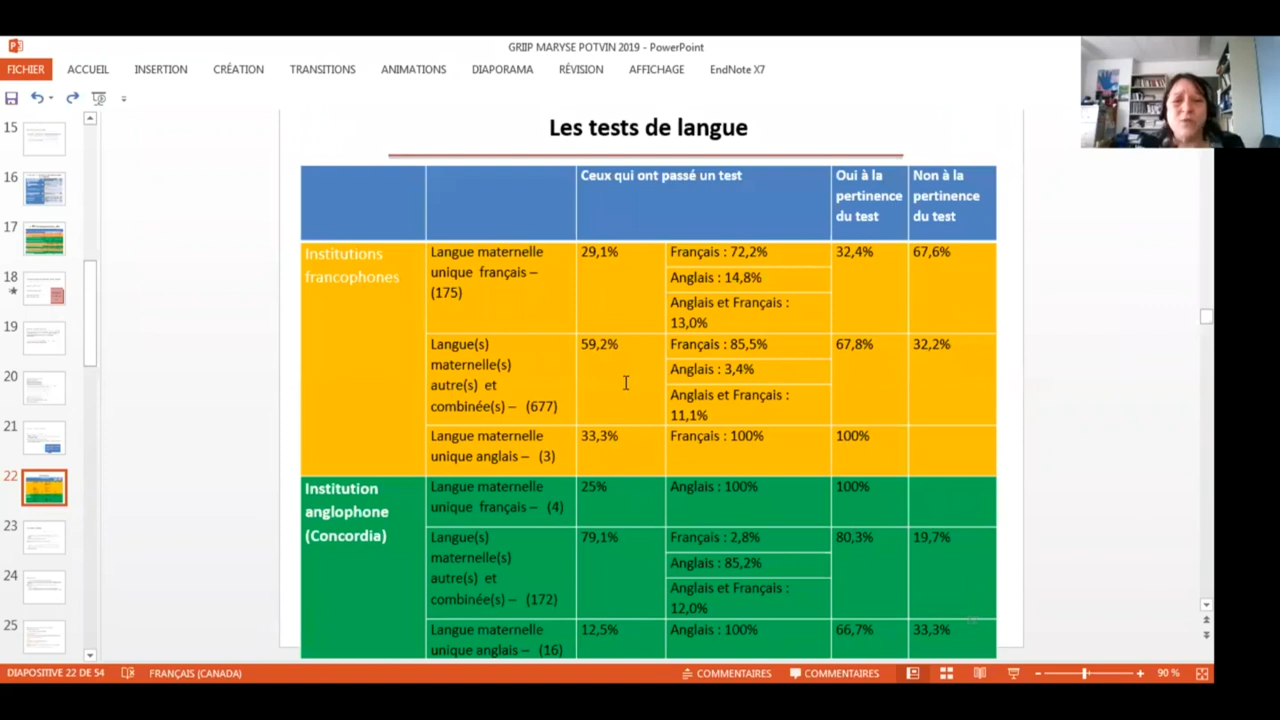 GRIIP MARYSE POTVIN 2019 - PowerPoint
FICHIER ACCUEIL INSERTION CRÉATION TRANSITIONS ANIMATIONS DIAPORAMA RÉVISION AFFICHAGE EndNote X7
15
16
17
18
19
20
21
22
23
24
25
Les tests de langue
Ceux qui ont passé un test
Oui à la
pertinence
du test
Non à la
pertinence
du test
Institutions
francophones
Langue maternelle
unique français –
(175)
29,1%
Français : 72,2%
Anglais : 14,8%
Anglais et Français :
13,0%
32,4%
67,6%
Langue(s)
maternelle(s)
autre(s) et
combinée(s) – (677)
59,2%
Français : 85,5%
Anglais : 3,4%
Anglais et Français :
11,1%
67,8%
32,2%
Langue maternelle
unique anglais – (3)
33,3%
Français : 100%
100%
Institution
anglophone
(Concordia)
Langue maternelle
unique français – (4)
25%
Anglais : 100%
100%
Langue(s)
maternelle(s)
autre(s) et
combinée(s) – (172)
79,1%
Français : 2,8%
Anglais : 85,2%
Anglais et Français :
12,0%
80,3%
19,7%
Langue maternelle
unique anglais – (16)
12,5%
Anglais : 100%
66,7%
33,3%
DIAPOSITIVE 22 DE 54 FRANÇAIS (CANADA) COMMENTAIRES COMMENTAIRES 90 %